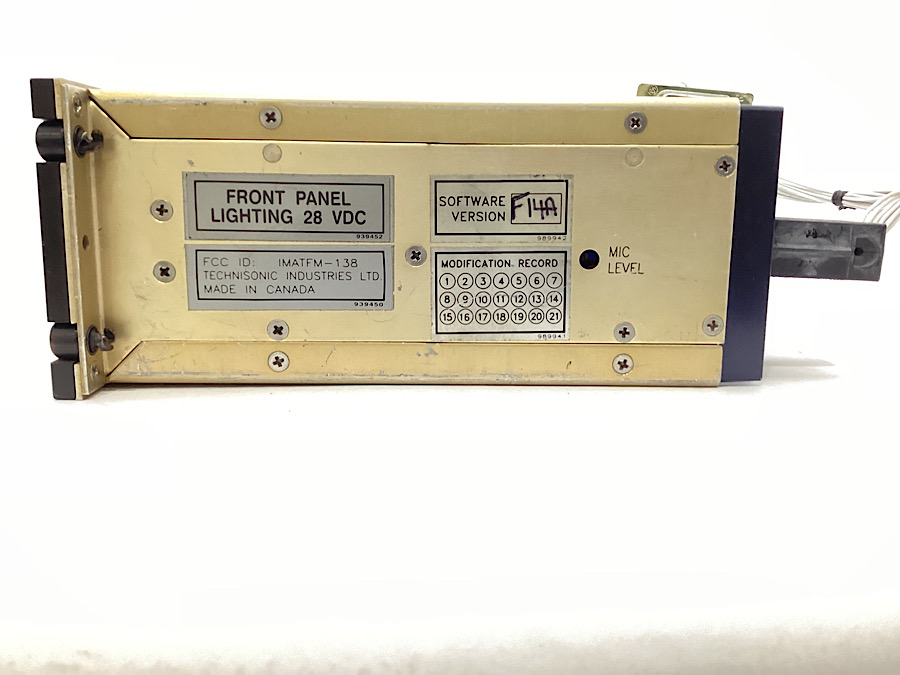 FRONT PANEL
LIGHTING 28 VDC
939452
FCC ID: IMATFM-138
TECHNISONIC INDUSTRIES LTD.
MADE IN CANADA
939450
SOFTWARE
VERSION F14A
989942
MODIFICATION RECORD
1 2 3 4 5 6 7
8 9 10 11 12 13 14
15 16 17 18 19 20 21
989941
MIC
LEVEL